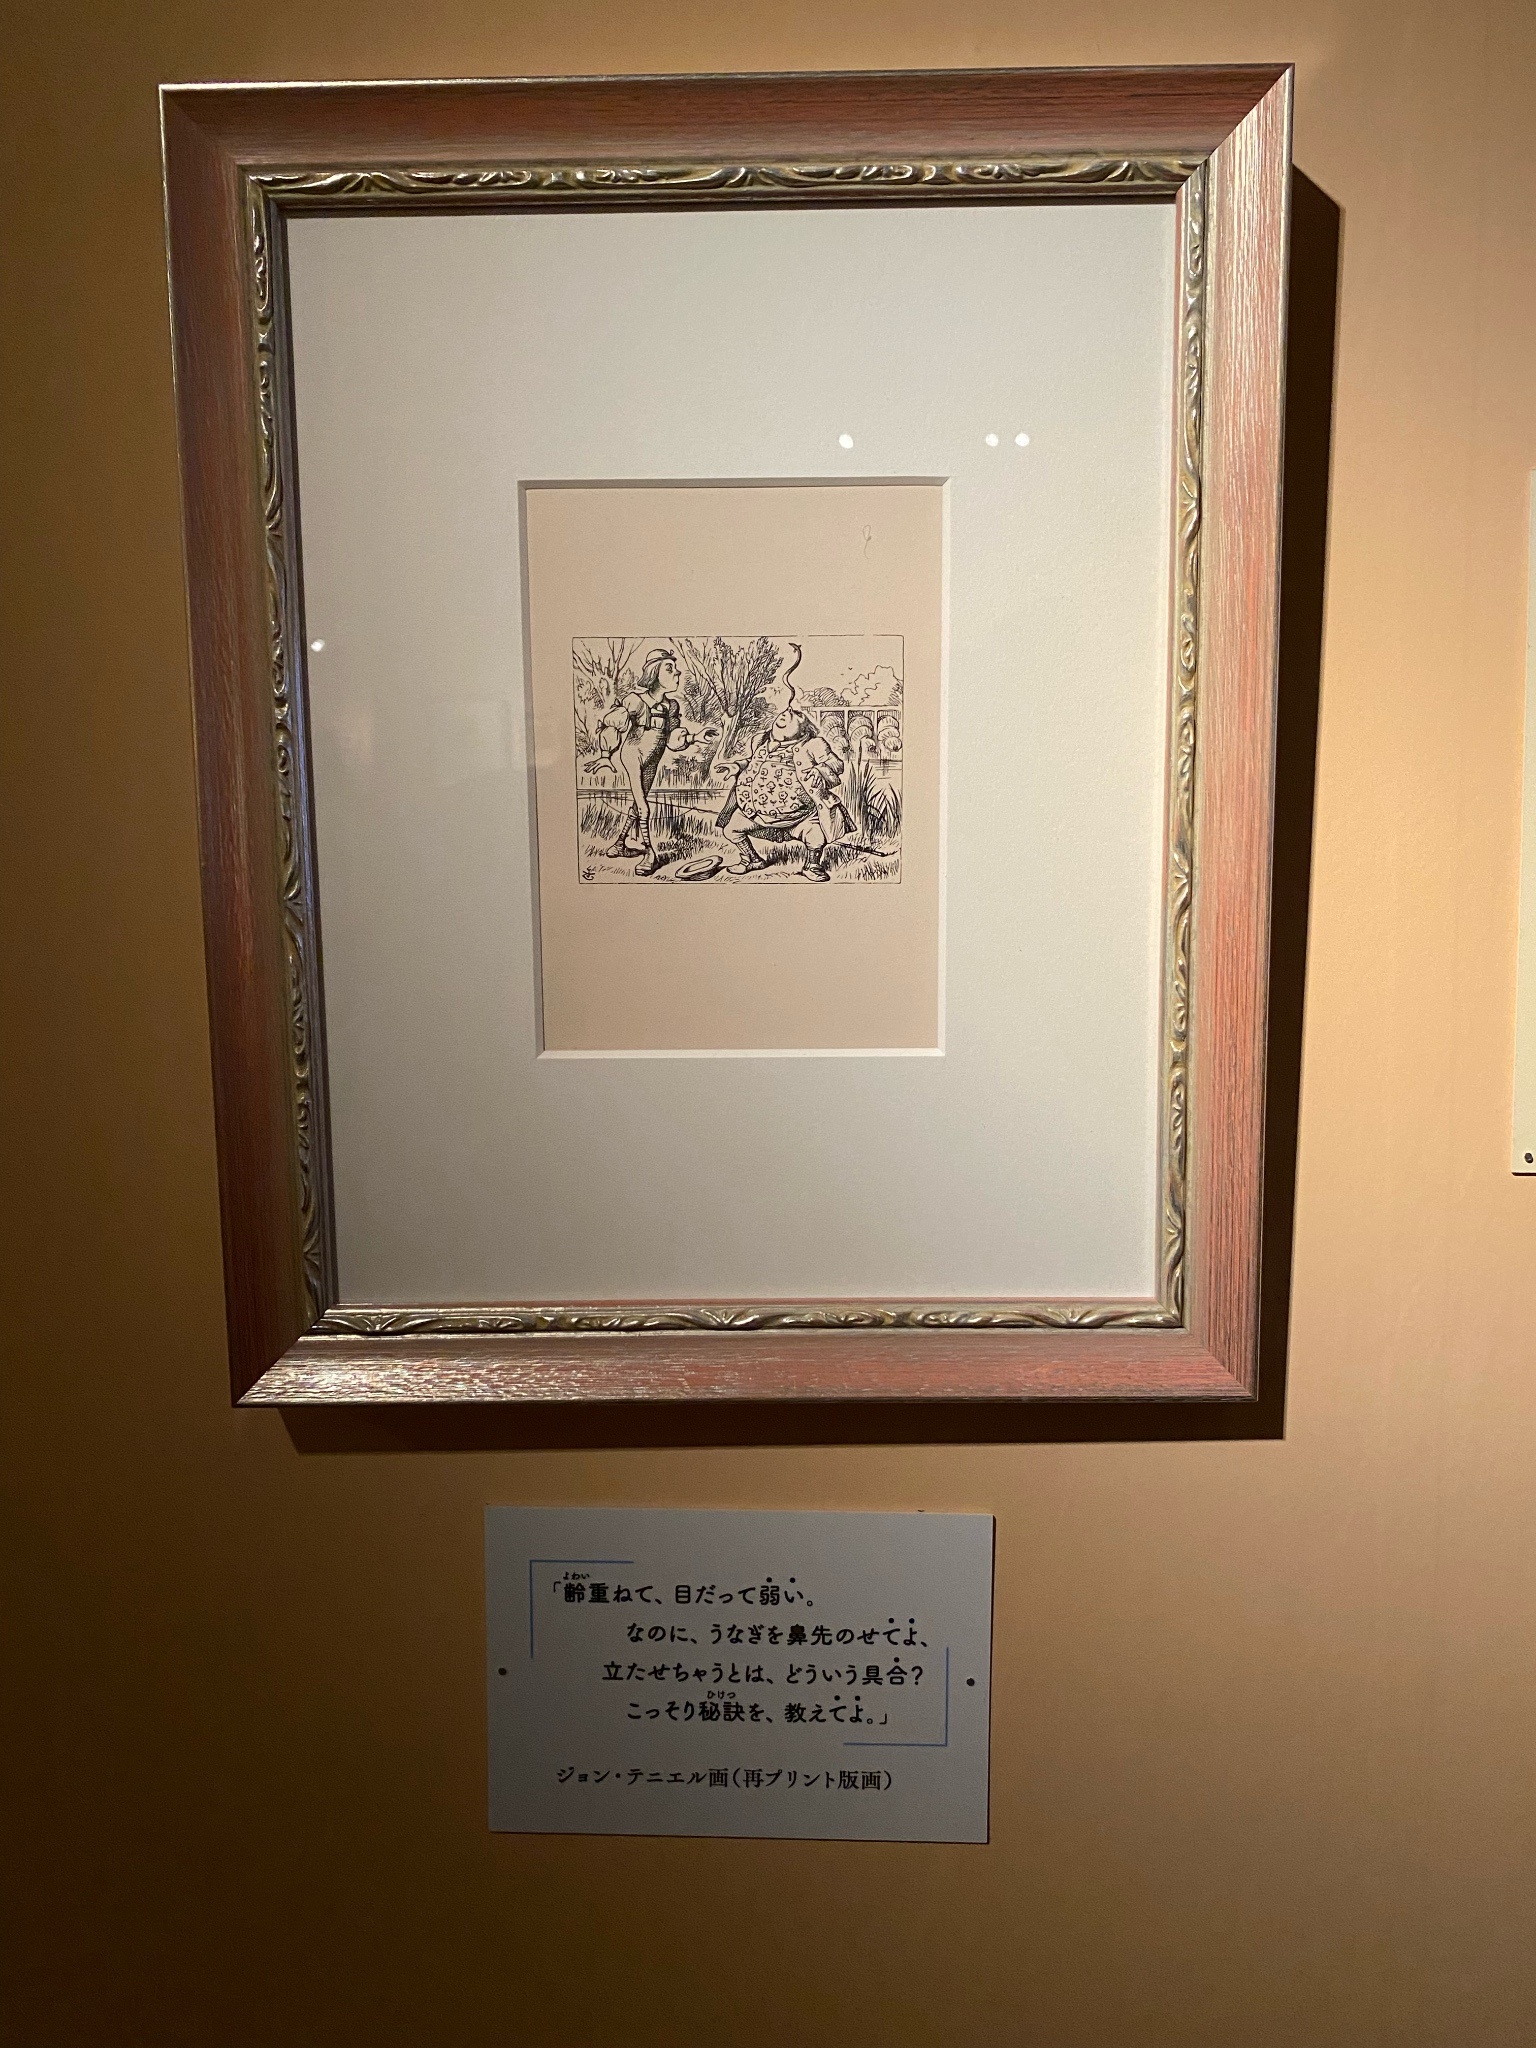 「齢重ねて、目だって弱い。
なのに、うなぎを鼻先のせてよ、
立たせちゃうとは、どういう具合？
こっそり秘訣を、教えてよ。」
ジョン・テニエル画（再プリント版画）